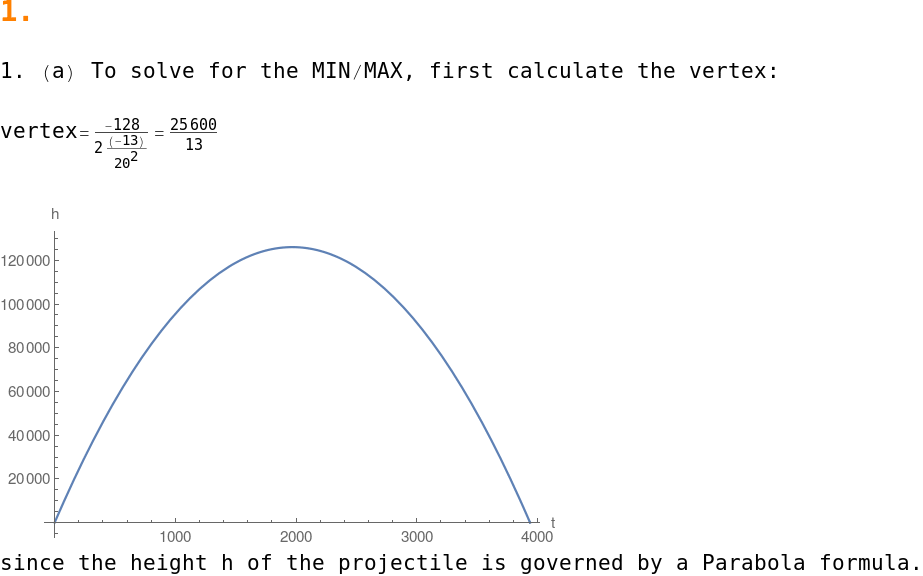 1.
1. (a) To solve for the MIN/MAX, first calculate the vertex:
vertex= -128 / (2 (-13)/20^2) = 25600/13
h
120000
100000
80000
60000
40000
20000
1000 2000 3000 4000 t
since the height h of the projectile is governed by a Parabola formula.